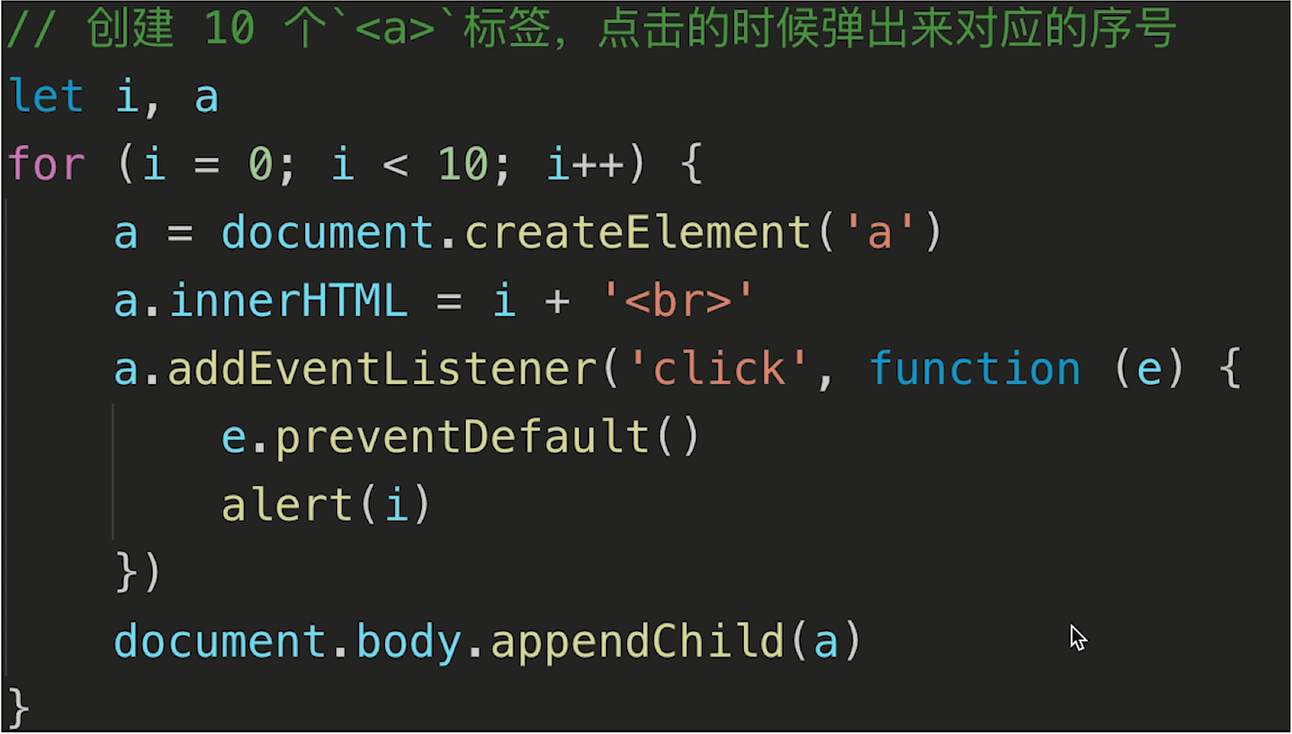 // 创建 10 个`<a>`标签，点击的时候弹出来对应的序号
let i, a
for (i = 0; i < 10; i++) {
    a = document.createElement('a')
    a.innerHTML = i + '<br>'
    a.addEventListener('click', function (e) {
        e.preventDefault()
        alert(i)
    })
    document.body.appendChild(a)
}